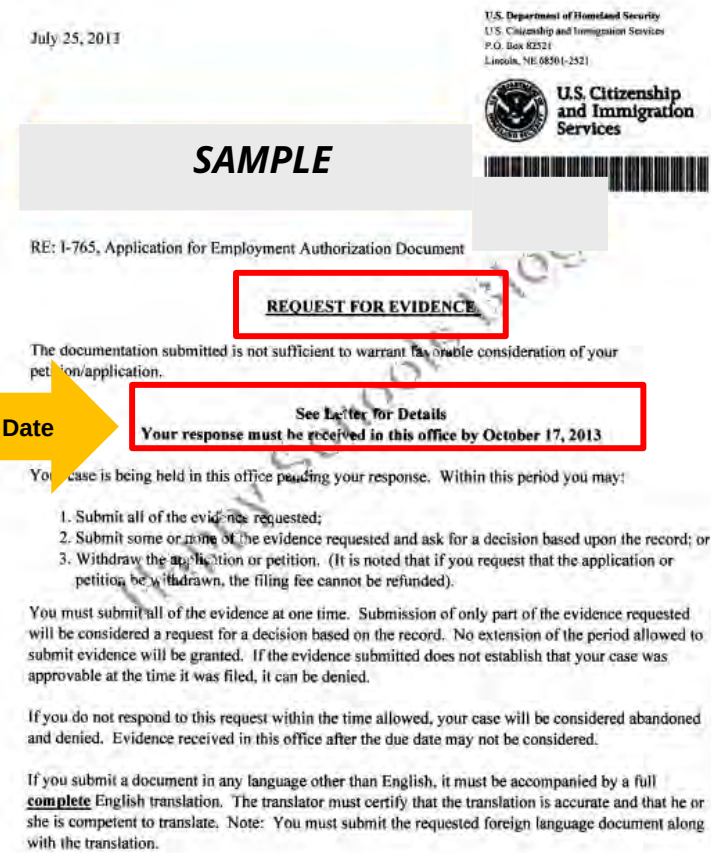 July 25, 2013
U.S. Department of Homeland Security
U.S. Citizenship and Immigration Services
P.O. Box 82521
Lincoln, NE 68501-2521
U.S. Citizenship
and Immigration
Services
SAMPLE
RE: I-765, Application for Employment Authorization Document
REQUEST FOR EVIDENCE
The documentation submitted is not sufficient to warrant favorable consideration of your
petition/application.
Date
See Letter for Details
Your response must be received in this office by October 17, 2013
Your case is being held in this office pending your response. Within this period you may:
1. Submit all of the evidence requested;
2. Submit some or none of the evidence requested and ask for a decision based upon the record; or
3. Withdraw the application or petition. (It is noted that if you request that the application or
petition be withdrawn, the filing fee cannot be refunded).
You must submit all of the evidence at one time. Submission of only part of the evidence requested
will be considered a request for a decision based on the record. No extension of the period allowed to
submit evidence will be granted. If the evidence submitted does not establish that your case was
approvable at the time it was filed, it can be denied.
If you do not respond to this request within the time allowed, your case will be considered abandoned
and denied. Evidence received in this office after the due date may not be considered.
If you submit a document in any language other than English, it must be accompanied by a full
complete English translation. The translator must certify that the translation is accurate and that he or
she is competent to translate. Note: You must submit the requested foreign language document along
with the translation.